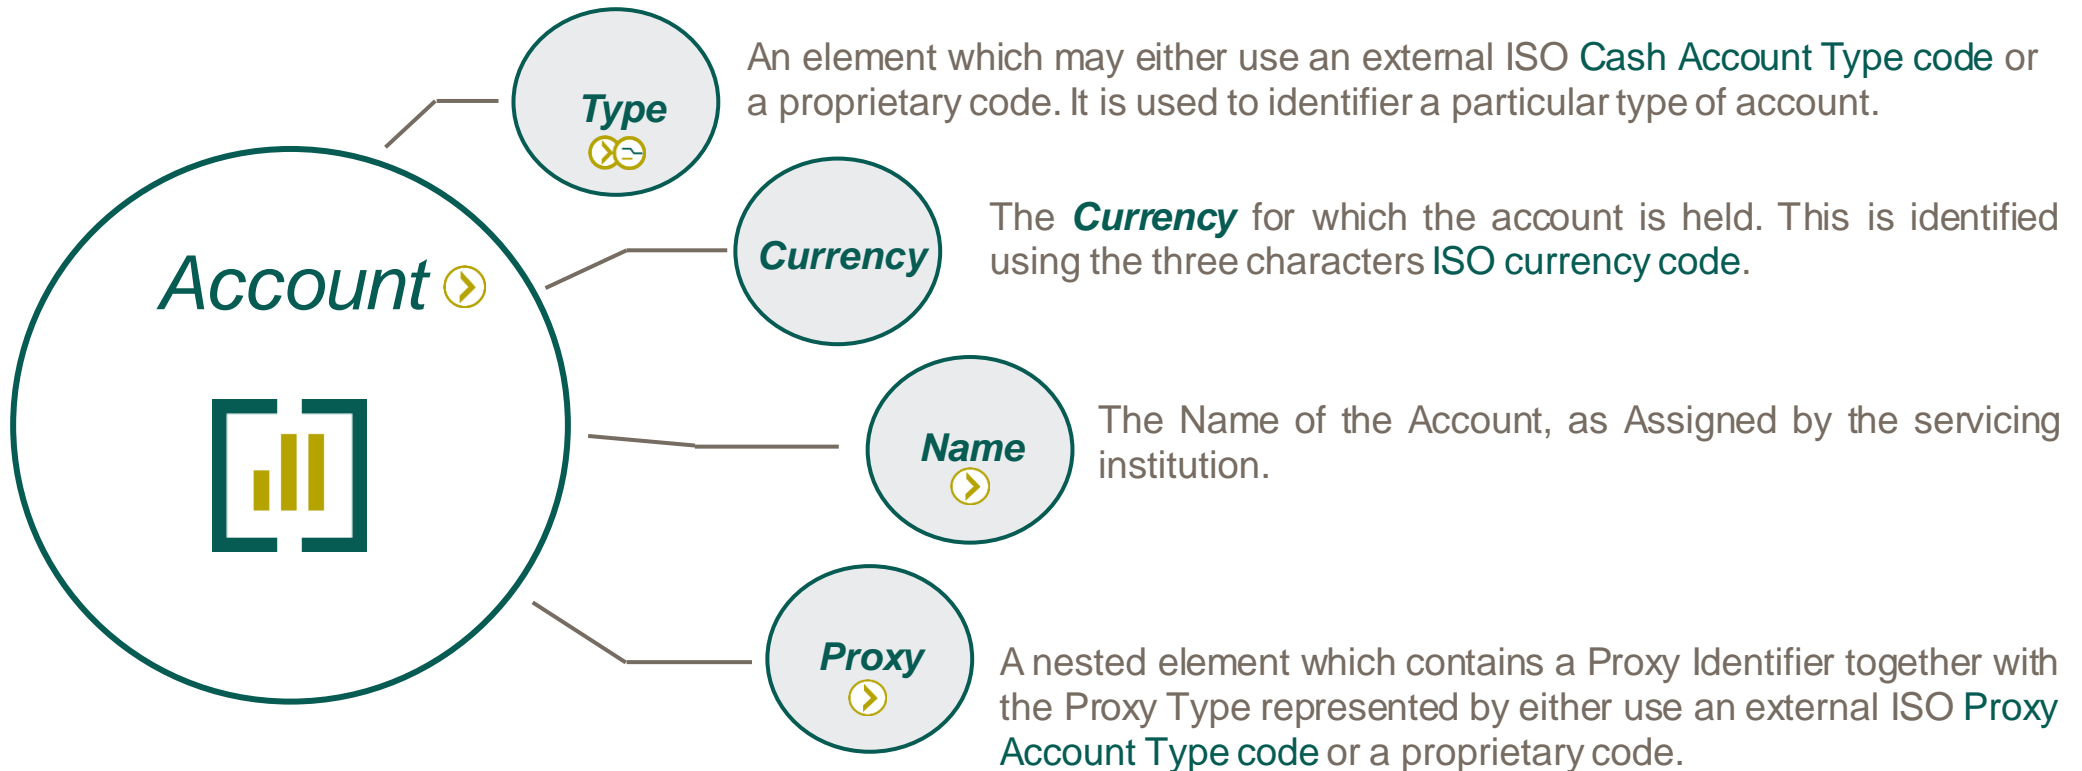 Type
An element which may either use an external ISO Cash Account Type code or
a proprietary code. It is used to identifier a particular type of account.
Account
Currency
The Currency for which the account is held. This is identified
using the three characters ISO currency code.
Name
The Name of the Account, as Assigned by the servicing
institution.
Proxy
A nested element which contains a Proxy Identifier together with
the Proxy Type represented by either use an external ISO Proxy
Account Type code or a proprietary code.